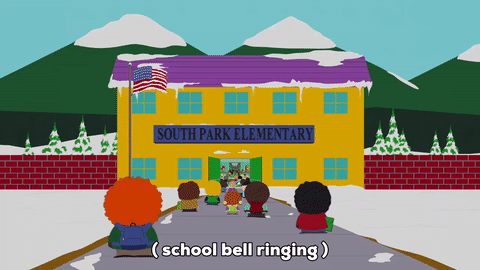 SOUTH PARK ELEMENTARY
( school bell ringing )